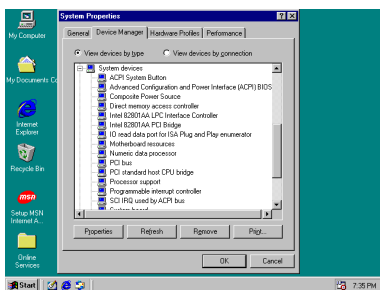 My Computer
My Documents Co
Internet
Explorer
Recycle Bin
msn
Setup MSN
Internet A...
Online
Services
System Properties
General
Device Manager
Hardware Profiles
Performance
View devices by type
View devices by connection
System devices
ACPI System Button
Advanced Configuration and Power Interface (ACPI) BIOS
Composite Power Source
Direct memory access controller
Intel 82801AA LPC Interface Controller
Intel 82801AA PCI Bridge
IO read data port for ISA Plug and Play enumerator
Motherboard resources
Numeric data processor
PCI bus
PCI standard host CPU bridge
Processor support
Programmable interrupt controller
SCI IRQ used by ACPI bus
System board
Properties
Refresh
Remove
Print...
OK
Cancel
Start
7:35 PM